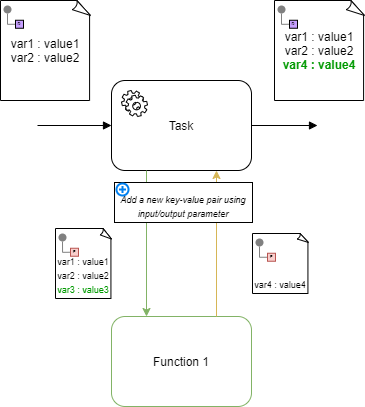 var1 : value1
var2 : value2
var1 : value1
var2 : value2
var4 : value4
Task
Add a new key-value pair using
input/output parameter
var1 : value1
var2 : value2
var3 : value3
var4 : value4
Function 1